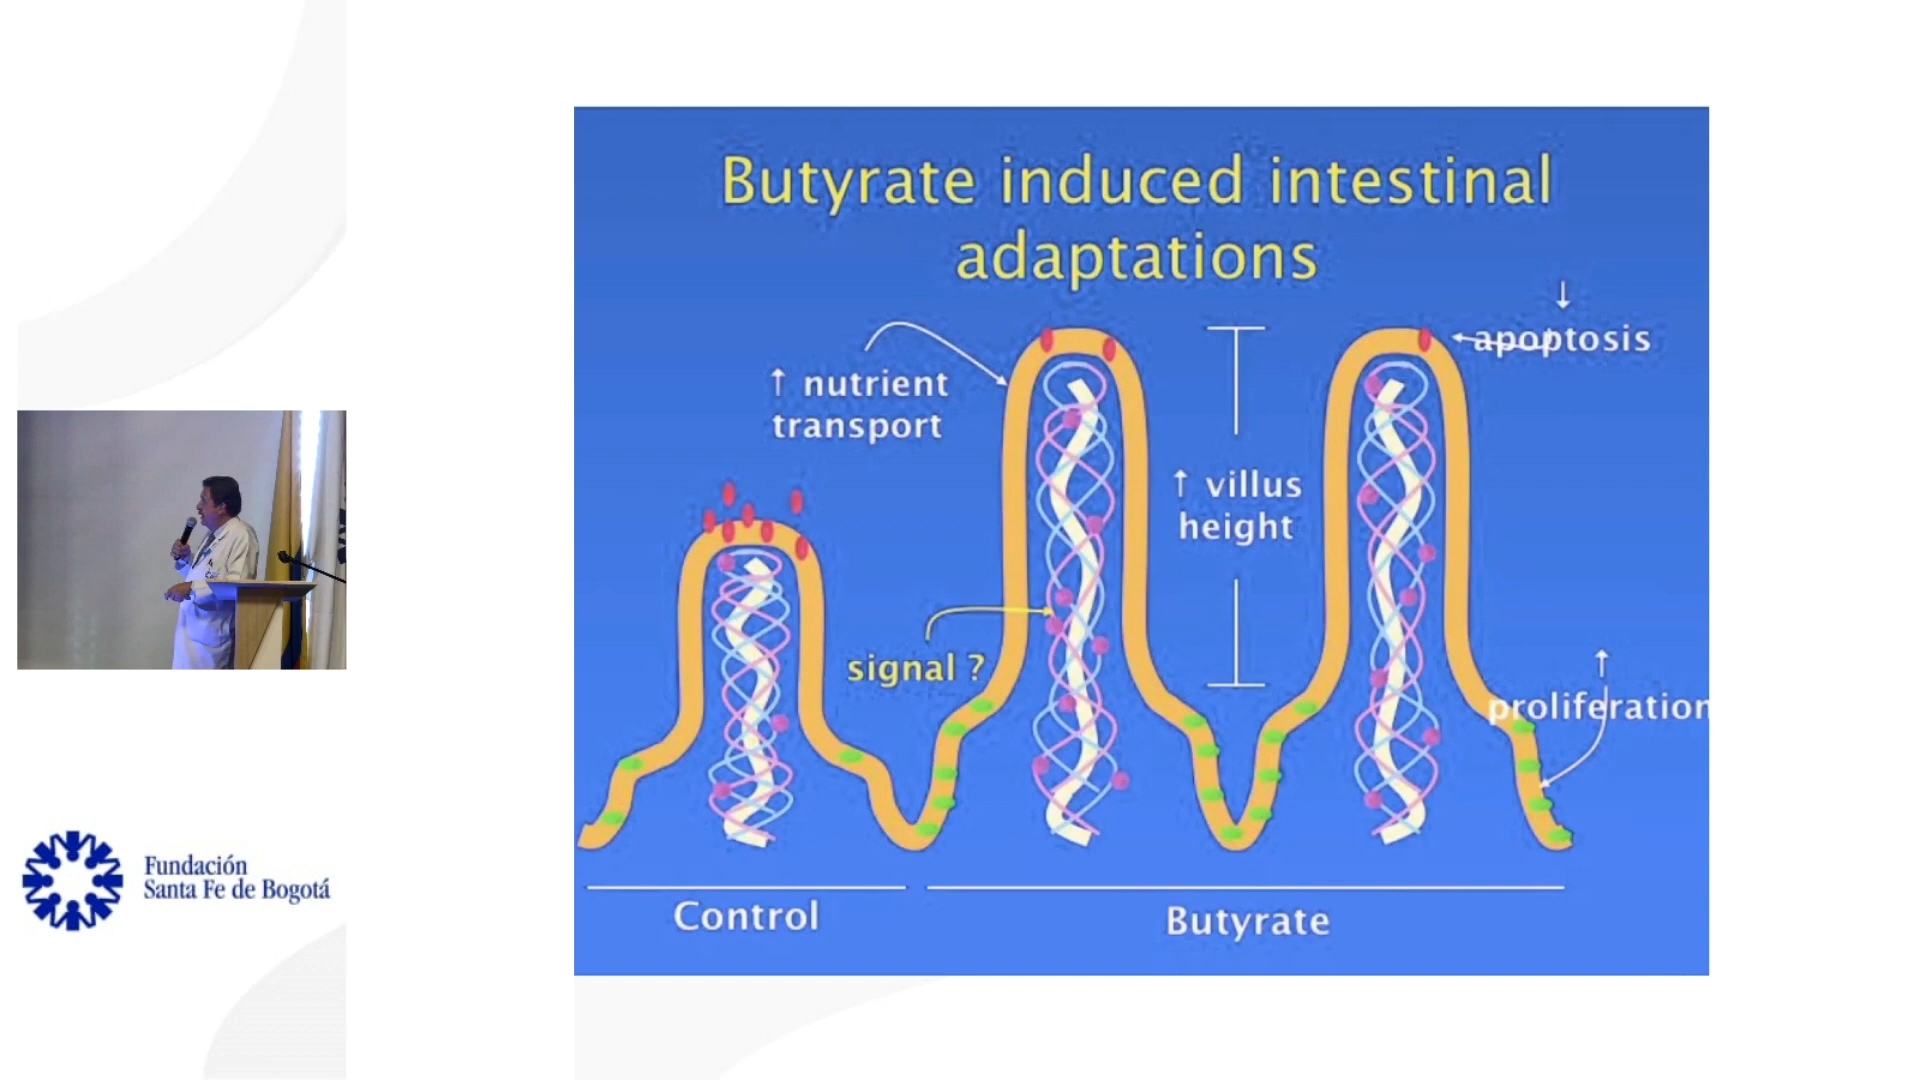 Butyrate induced intestinal
adaptations
↓
apoptosis
↑ nutrient
transport
↑ villus
height
signal ?
↑
proliferation
Control
Butyrate
Fundación
Santa Fe de Bogotá